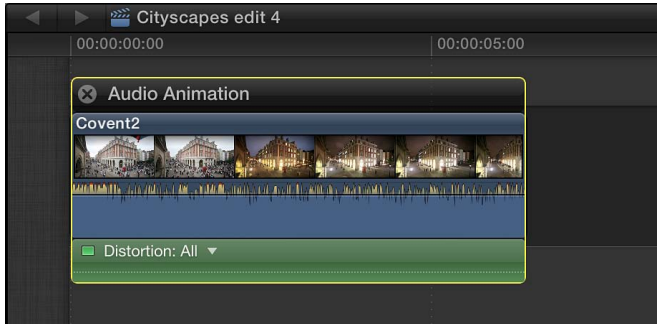 Cityscapes edit 4
00:00:00:00 00:00:05:00
Audio Animation
Covent2
Distortion: All